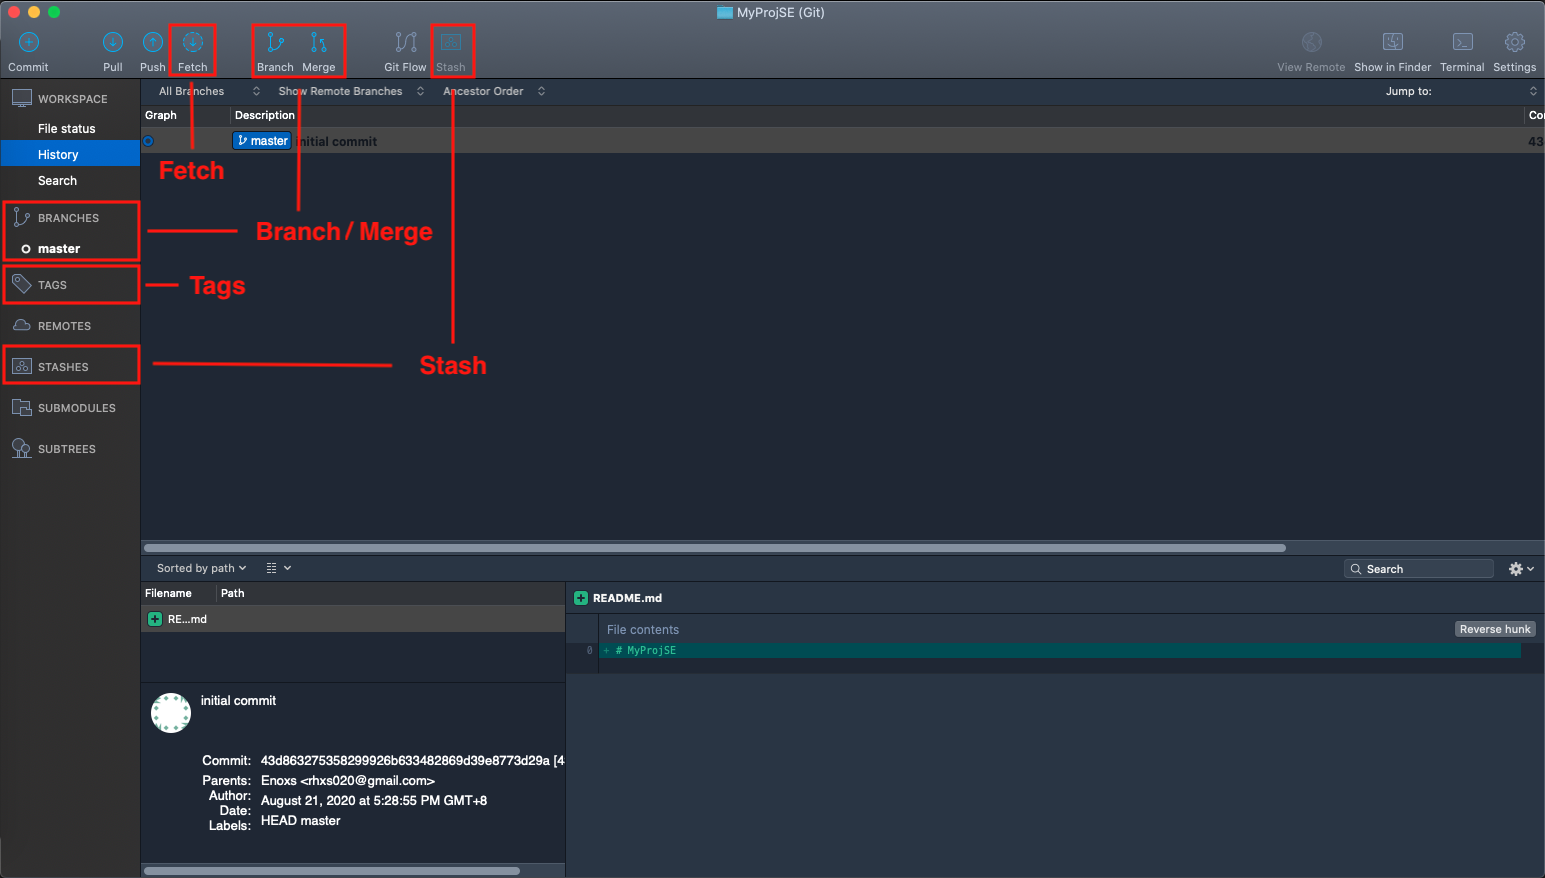 MyProjSE (Git)
Commit Pull Push Fetch Branch Merge Git Flow Stash View Remote Show in Finder Terminal Settings
WORKSPACE
File status
History
Search
BRANCHES
master
TAGS
REMOTES
STASHES
SUBMODULES
SUBTREES
All Branches Show Remote Branches Ancestor Order Jump to:
Graph Description Co
master initial commit 43
Fetch
Branch / Merge
Tags
Stash
Sorted by path Search
Filename Path
RE...md
README.md
File contents Reverse hunk
0 + # MyProjSE
initial commit
Commit: 43d863275358299926b633482869d39e8773d29a [4
Parents: Enoxs <rhxs020@gmail.com>
Author: August 21, 2020 at 5:28:55 PM GMT+8
Date:
Labels: HEAD master